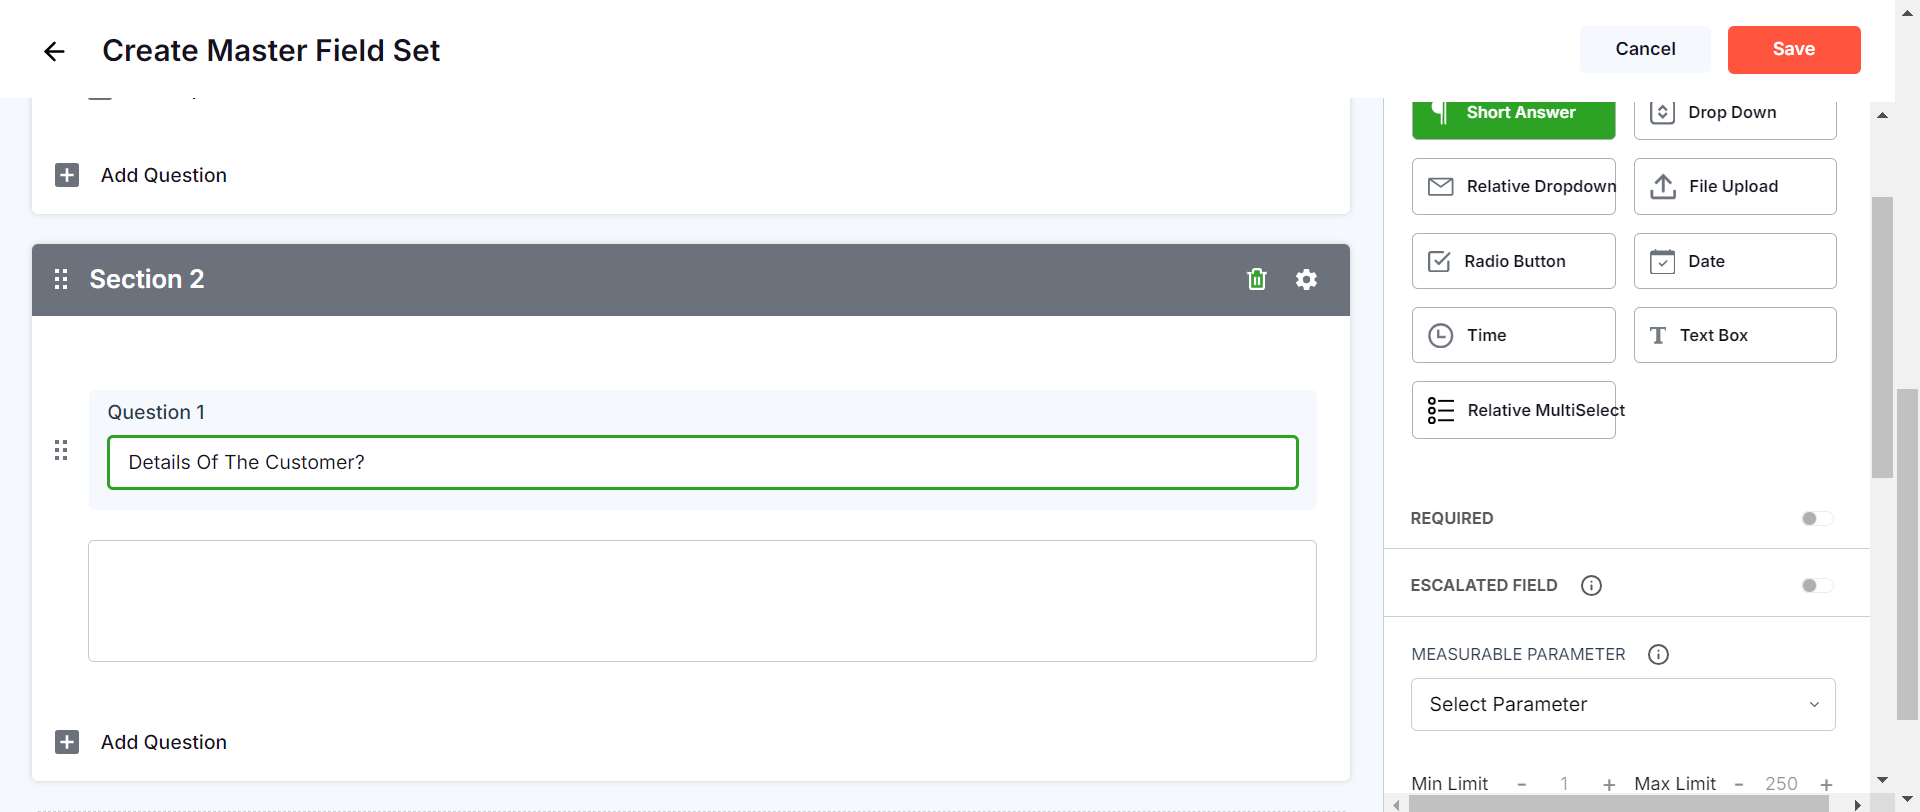 Create Master Field Set
Cancel
Save
Add Question
Section 2
Question 1
Details Of The Customer?
Add Question
Short Answer
Drop Down
Relative Dropdown
File Upload
Radio Button
Date
Time
Text Box
Relative MultiSelect
REQUIRED
ESCALATED FIELD
MEASURABLE PARAMETER
Select Parameter
Min Limit - 1 + Max Limit - 250 +